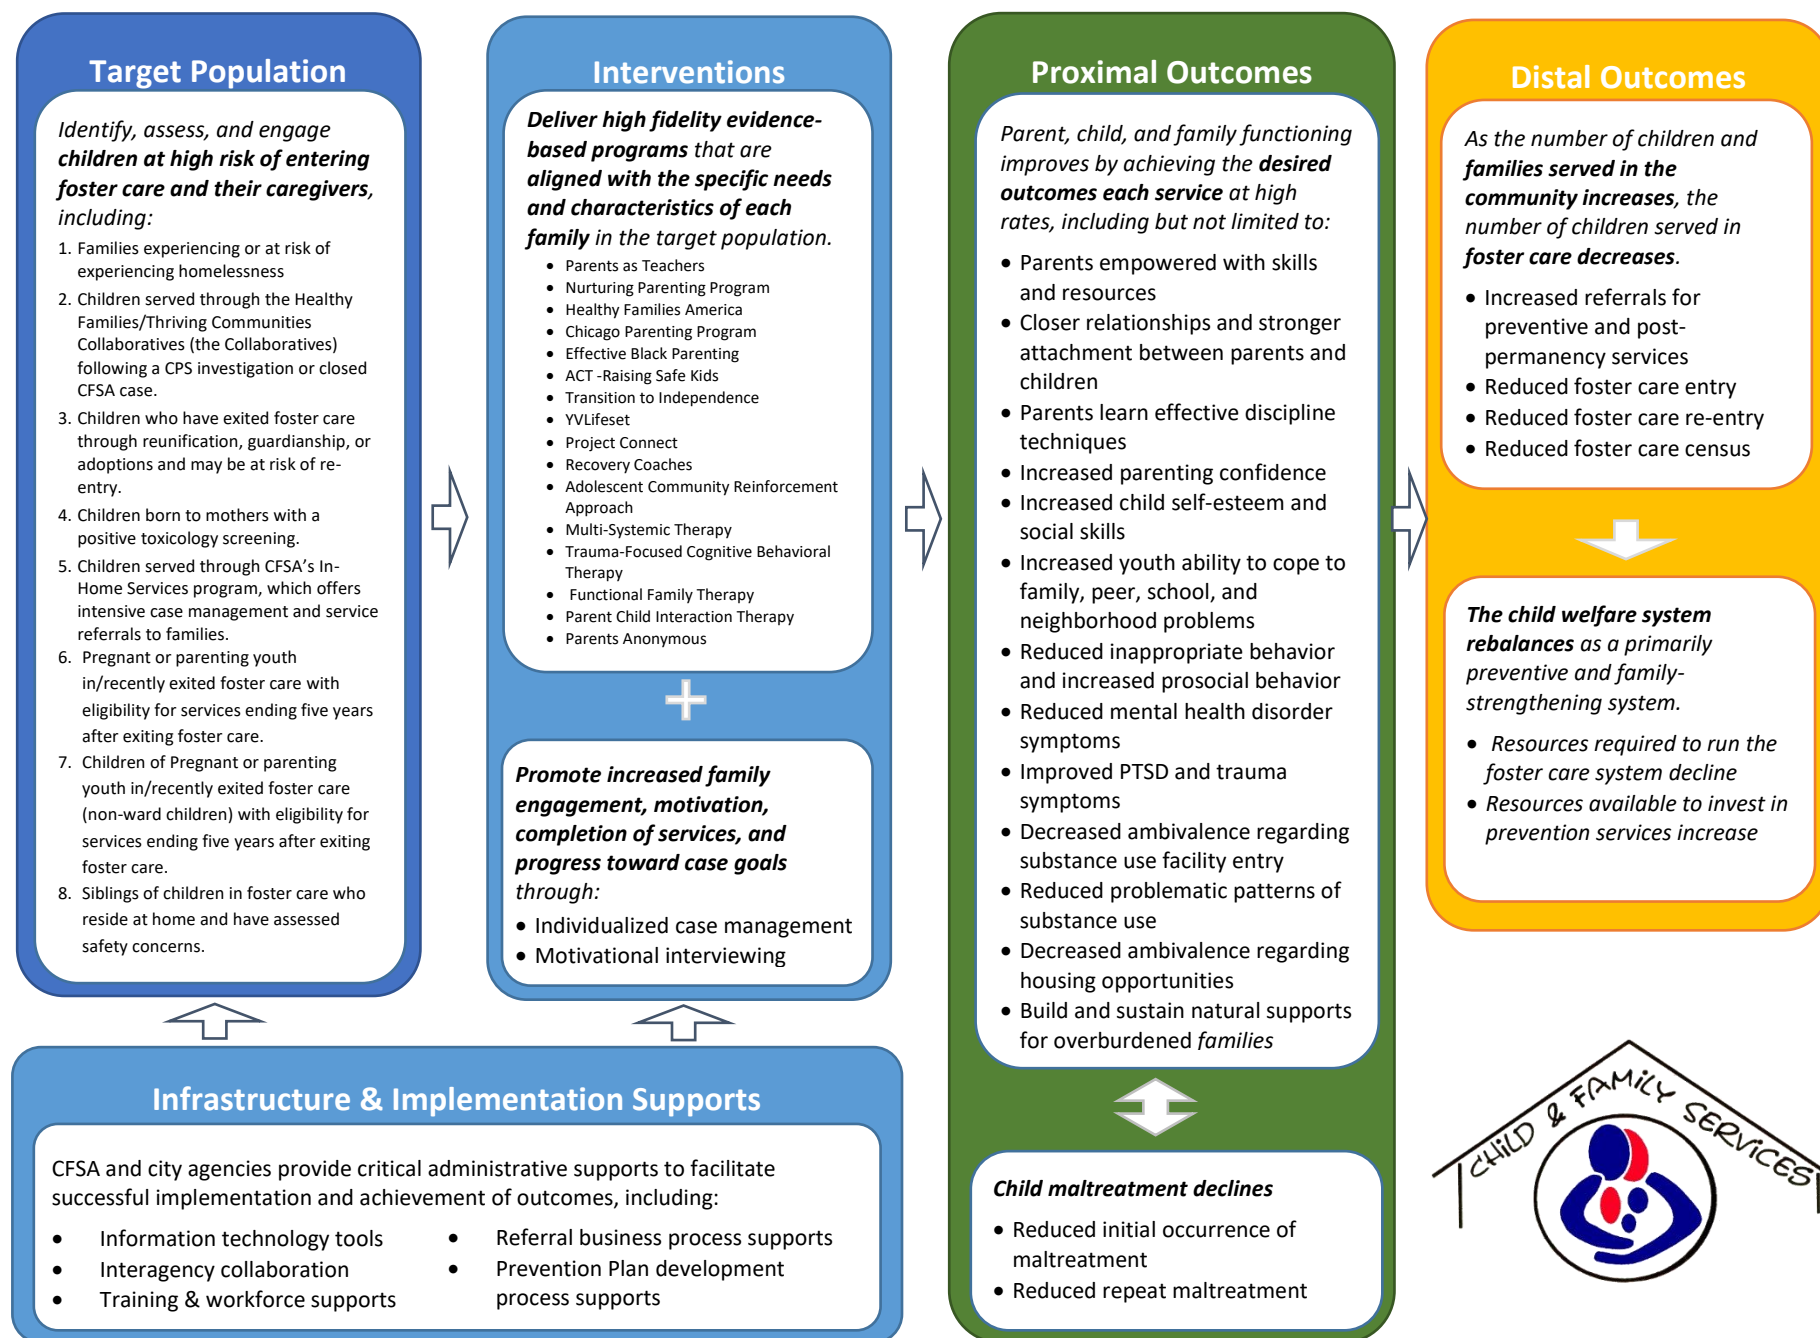 Target Population
Identify, assess, and engage
children at high risk of entering
foster care and their caregivers,
including:
1. Families experiencing or at risk of
experiencing homelessness
2. Children served through the Healthy
Families/Thriving Communities
Collaboratives (the Collaboratives)
following a CPS investigation or closed
CFSA case.
3. Children who have exited foster care
through reunification, guardianship, or
adoptions and may be at risk of re-
entry.
4. Children born to mothers with a
positive toxicology screening.
5. Children served through CFSA's In-
Home Services program, which offers
intensive case management and service
referrals to families.
6. Pregnant or parenting youth
in/recently exited foster care with
eligibility for services ending five years
after exiting foster care.
7. Children of Pregnant or parenting
youth in/recently exited foster care
(non-ward children) with eligibility for
services ending five years after exiting
foster care.
8. Siblings of children in foster care who
reside at home and have assessed
safety concerns.
Interventions
Deliver high fidelity evidence-
based programs that are
aligned with the specific needs
and characteristics of each
family in the target population.
• Parents as Teachers
• Nurturing Parenting Program
• Healthy Families America
• Chicago Parenting Program
• Effective Black Parenting
• ACT -Raising Safe Kids
• Transition to Independence
• YVLifeset
• Project Connect
• Recovery Coaches
• Adolescent Community Reinforcement
Approach
• Multi-Systemic Therapy
• Trauma-Focused Cognitive Behavioral
Therapy
• Functional Family Therapy
• Parent Child Interaction Therapy
• Parents Anonymous
Promote increased family
engagement, motivation,
completion of services, and
progress toward case goals
through:
• Individualized case management
• Motivational interviewing
Proximal Outcomes
Parent, child, and family functioning
improves by achieving the desired
outcomes each service at high
rates, including but not limited to:
• Parents empowered with skills
and resources
• Closer relationships and stronger
attachment between parents and
children
• Parents learn effective discipline
techniques
• Increased parenting confidence
• Increased child self-esteem and
social skills
• Increased youth ability to cope to
family, peer, school, and
neighborhood problems
• Reduced inappropriate behavior
and increased prosocial behavior
• Reduced mental health disorder
symptoms
• Improved PTSD and trauma
symptoms
• Decreased ambivalence regarding
substance use facility entry
• Reduced problematic patterns of
substance use
• Decreased ambivalence regarding
housing opportunities
• Build and sustain natural supports
for overburdened families
Child maltreatment declines
• Reduced initial occurrence of
maltreatment
• Reduced repeat maltreatment
Distal Outcomes
As the number of children and
families served in the
community increases, the
number of children served in
foster care decreases.
• Increased referrals for
preventive and post-
permanency services
• Reduced foster care entry
• Reduced foster care re-entry
• Reduced foster care census
The child welfare system
rebalances as a primarily
preventive and family-
strengthening system.
• Resources required to run the
foster care system decline
• Resources available to invest in
prevention services increase
Infrastructure & Implementation Supports
CFSA and city agencies provide critical administrative supports to facilitate
successful implementation and achievement of outcomes, including:
• Information technology tools
• Interagency collaboration
• Training & workforce supports
• Referral business process supports
• Prevention Plan development
process supports
CHILD & FAMILY SERVICES